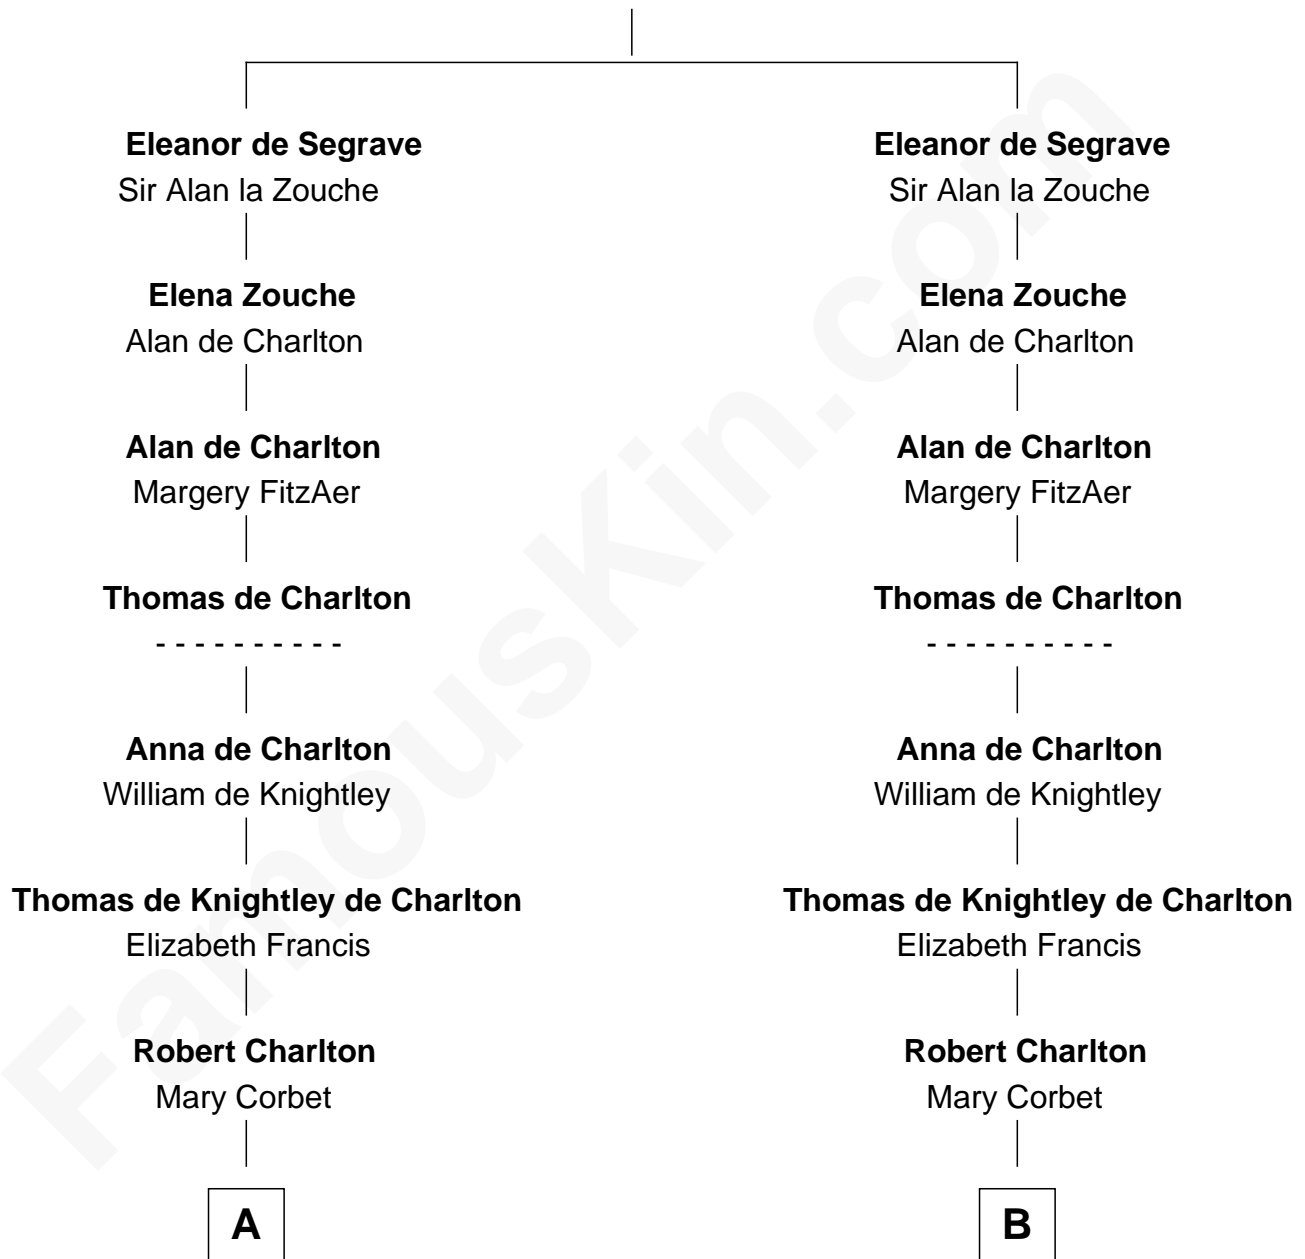 Eleanor de Segrave Eleanor de Segrave
Sir Alan la Zouche Sir Alan la Zouche
Elena Zouche Elena Zouche
Alan de Charlton Alan de Charlton
Alan de Charlton Alan de Charlton
Margery FitzAer Margery FitzAer
Thomas de Charlton Thomas de Charlton
- - - - - - - - - - - - - - - - - - - -
Anna de Charlton Anna de Charlton
William de Knightley William de Knightley
Thomas de Knightley de Charlton Thomas de Knightley de Charlton
Elizabeth Francis Elizabeth Francis
Robert Charlton Robert Charlton
Mary Corbet Mary Corbet
A B
FamousKin.com